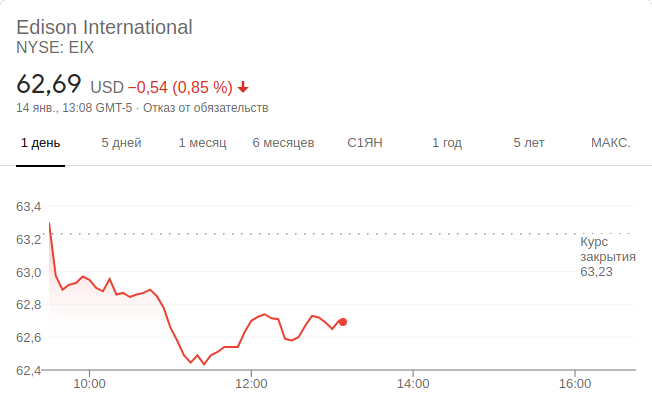 Edison International
NYSE: EIX
62,69 USD −0,54 (0,85 %)
14 янв., 13:08 GMT-5 · Отказ от обязательств
1 день 5 дней 1 месяц 6 месяцев С1ЯН 1 год 5 лет МАКС.
63,4
63,2
63,0
62,8
62,6
62,4
Курс
закрытия
63,23
10:00 12:00 14:00 16:00